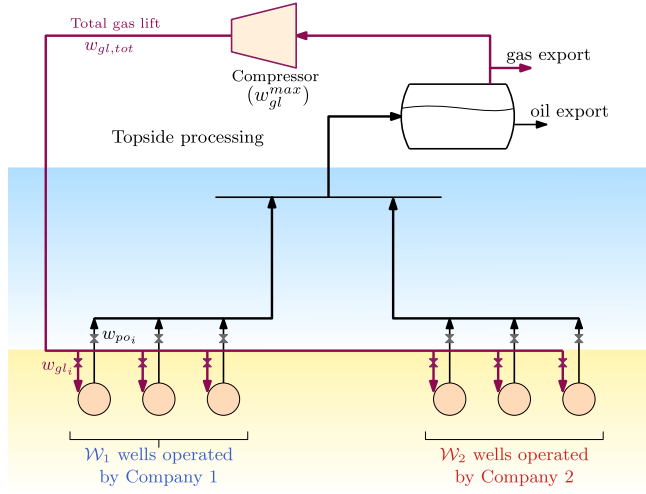 Total gas lift
w_{gl,tot}
Compressor
(w_{gl}^{max})
gas export
oil export
Topside processing
w_{po_i}
w_{gl_i}
𝒲₁ wells operated
by Company 1
𝒲₂ wells operated
by Company 2